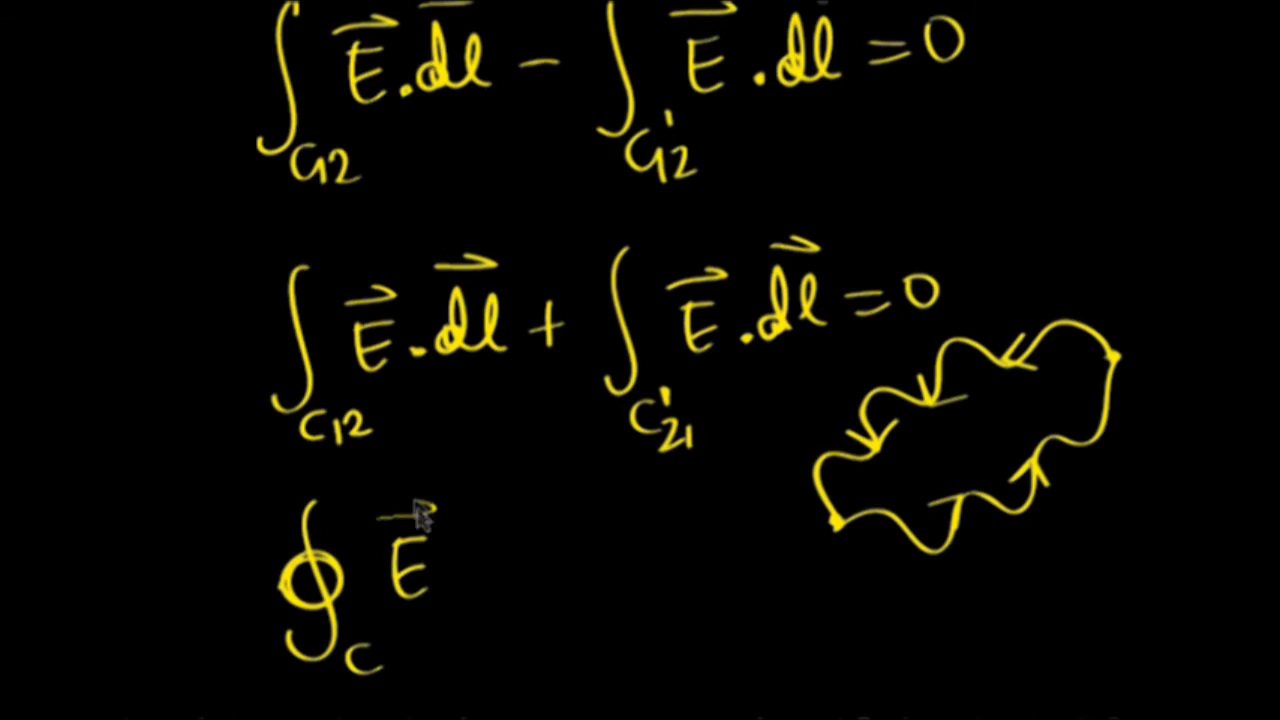 ∫_{C12} E⃗ . dl⃗ − ∫_{C'12} E⃗ . dl⃗ = 0
∫_{C12} E⃗ . dl⃗ + ∫_{C'21} E⃗ . dl⃗ = 0
∮_C E⃗